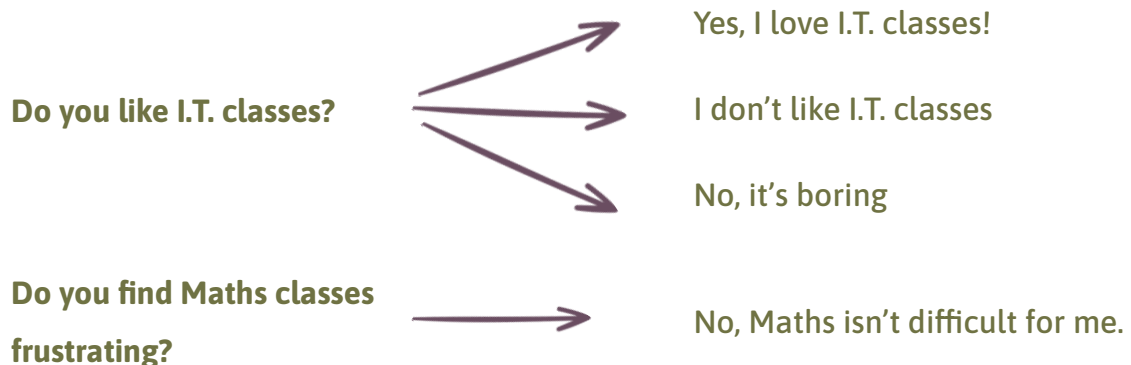 Yes, I love I.T. classes!
Do you like I.T. classes?
I don’t like I.T. classes
No, it’s boring
Do you find Maths classes
frustrating?
No, Maths isn’t difficult for me.